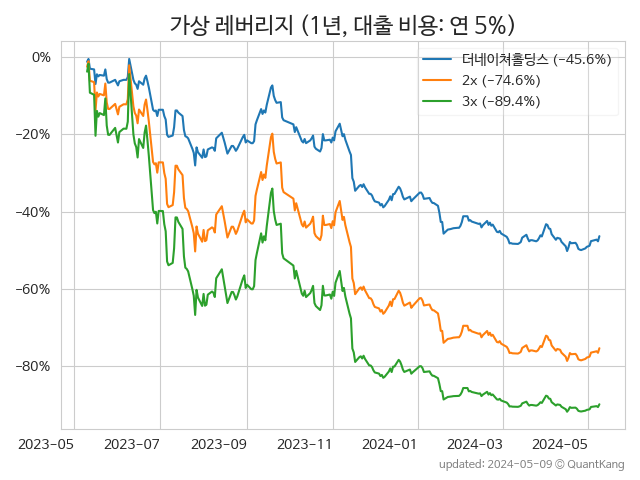 가상 레버리지 (1년, 대출 비용: 연 5%)
더네이쳐홀딩스 (−45.6%)
2x (−74.6%)
3x (−89.4%)
0%
−20%
−40%
−60%
−80%
2023−05 2023−07 2023−09 2023−11 2024−01 2024−03 2024−05
updated: 2024-05-09 © QuantKang